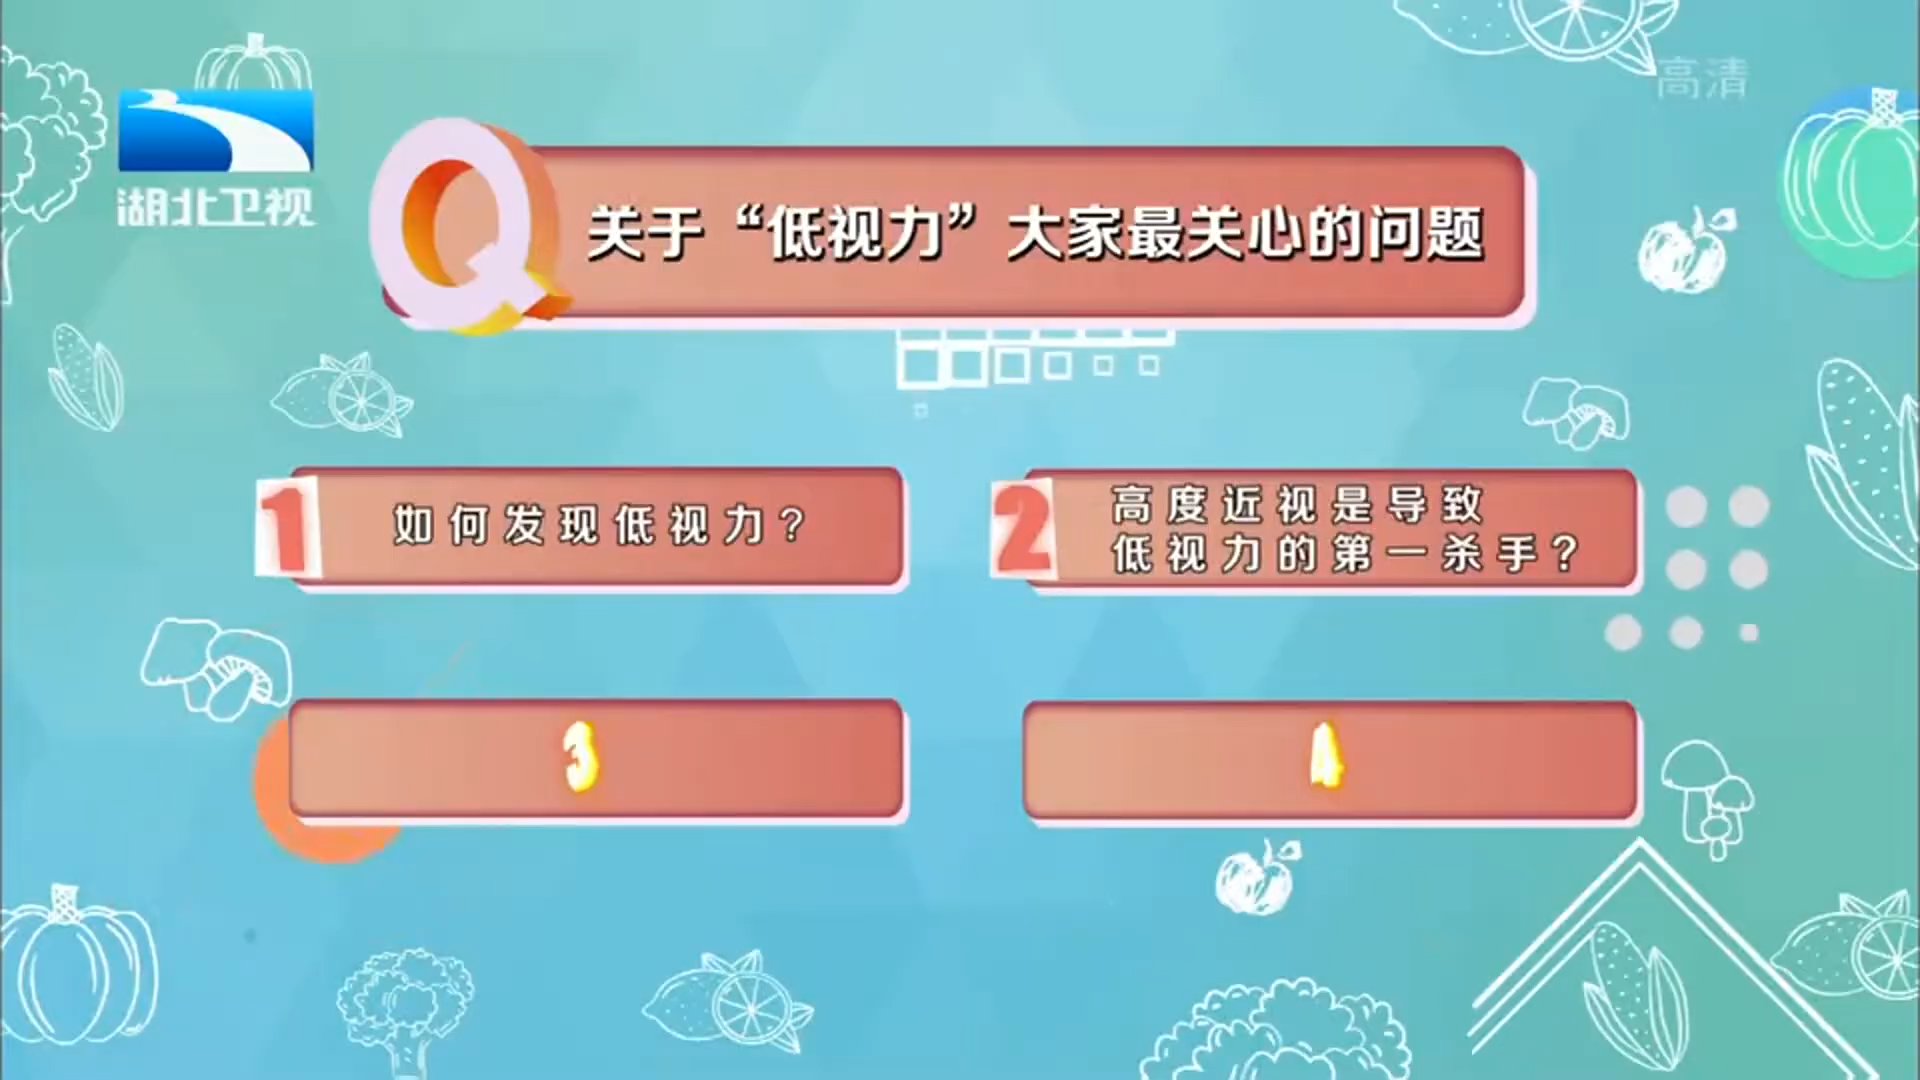 湖北卫视
高清
Q
关于“低视力”大家最关心的问题
1
如何发现低视力？
2
高度近视是导致
低视力的第一杀手？
3
4